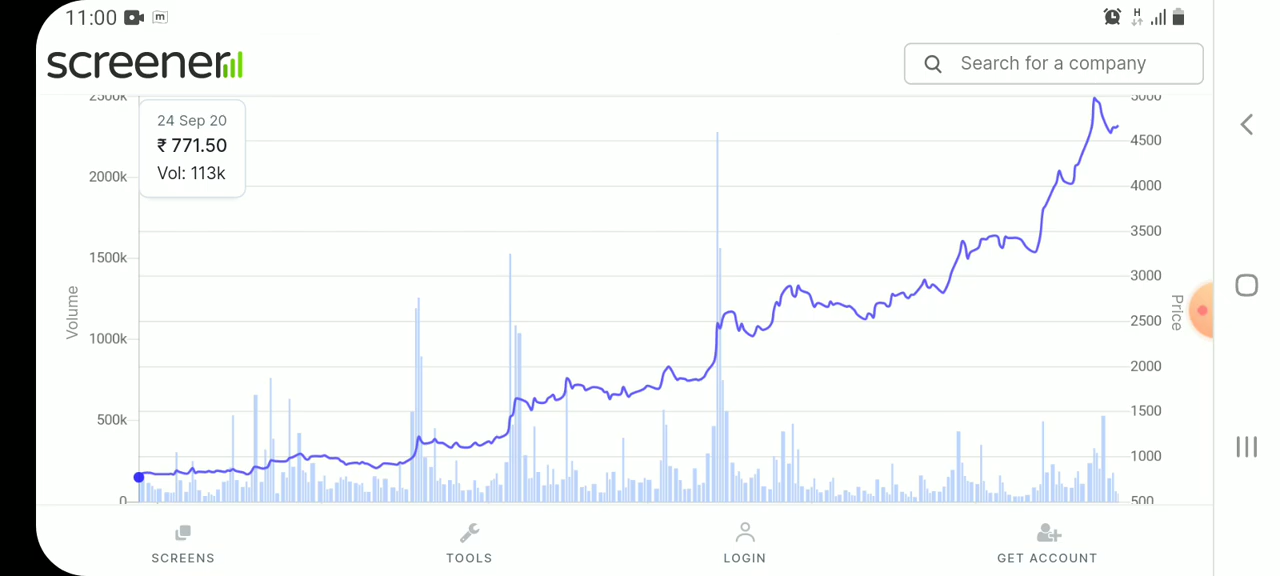 11:00 m H
screener
Search for a company
2500k
5000
24 Sep 20
₹ 771.50
Vol: 113k
4500
2000k
4000
3500
1500k
3000
Volume
Price
2500
1000k
2000
500k
1500
1000
0
500
SCREENS
TOOLS
LOGIN
GET ACCOUNT